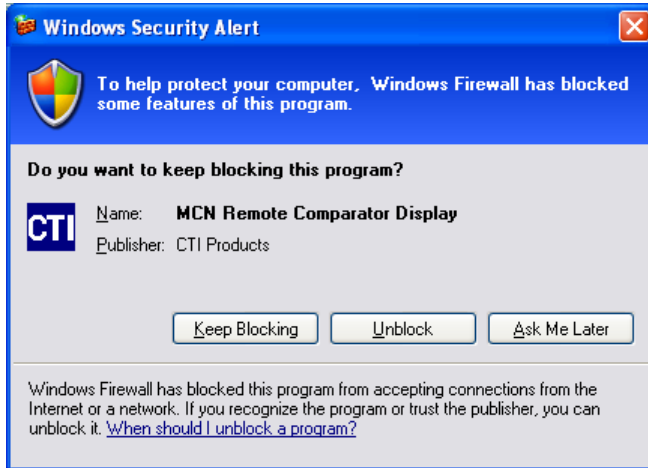 Windows Security Alert
To help protect your computer, Windows Firewall has blocked
some features of this program.
Do you want to keep blocking this program?
CTI
Name: MCN Remote Comparator Display
Publisher: CTI Products
Keep Blocking Unblock Ask Me Later
Windows Firewall has blocked this program from accepting connections from the
Internet or a network. If you recognize the program or trust the publisher, you can
unblock it. When should I unblock a program?